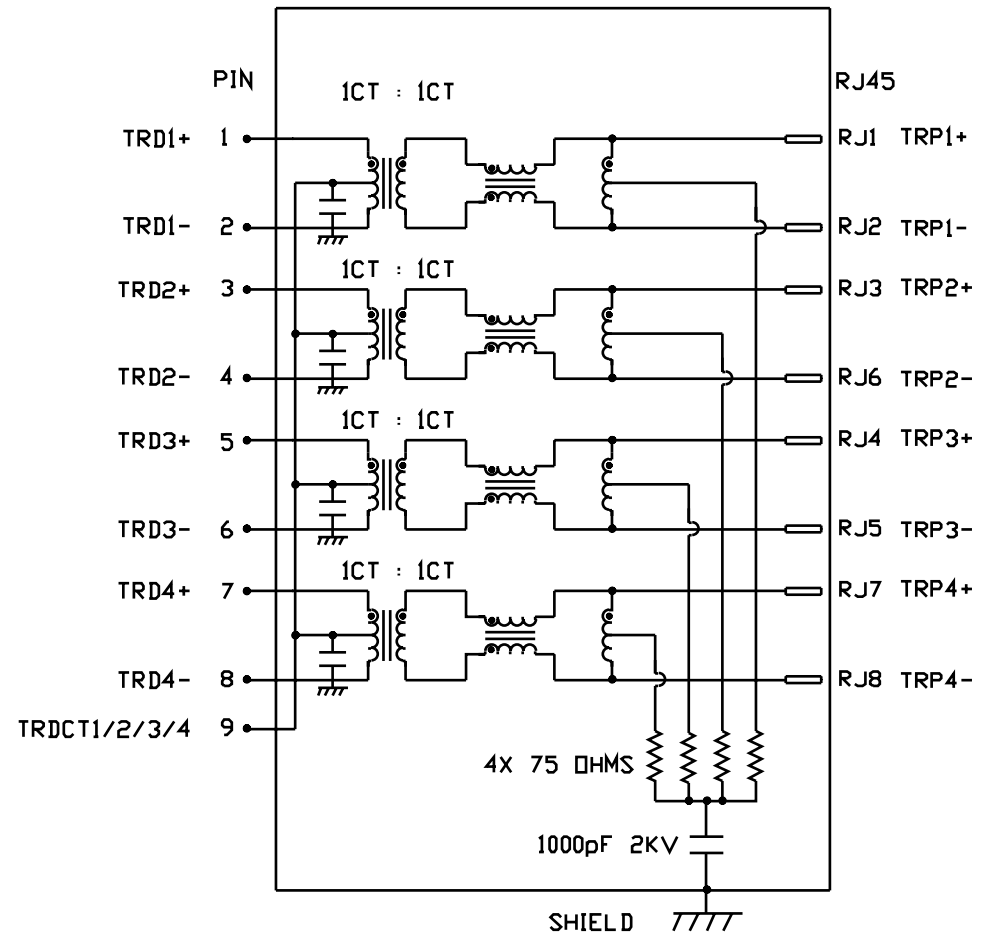 PIN
RJ45
1CT : 1CT
TRD1+ 1 RJ1 TRP1+
TRD1- 2 RJ2 TRP1-
1CT : 1CT
TRD2+ 3 RJ3 TRP2+
TRD2- 4 RJ6 TRP2-
1CT : 1CT
TRD3+ 5 RJ4 TRP3+
TRD3- 6 RJ5 TRP3-
1CT : 1CT
TRD4+ 7 RJ7 TRP4+
TRD4- 8 RJ8 TRP4-
TRDCT1/2/3/4 9
4X 75 OHMS
1000pF 2KV
SHIELD